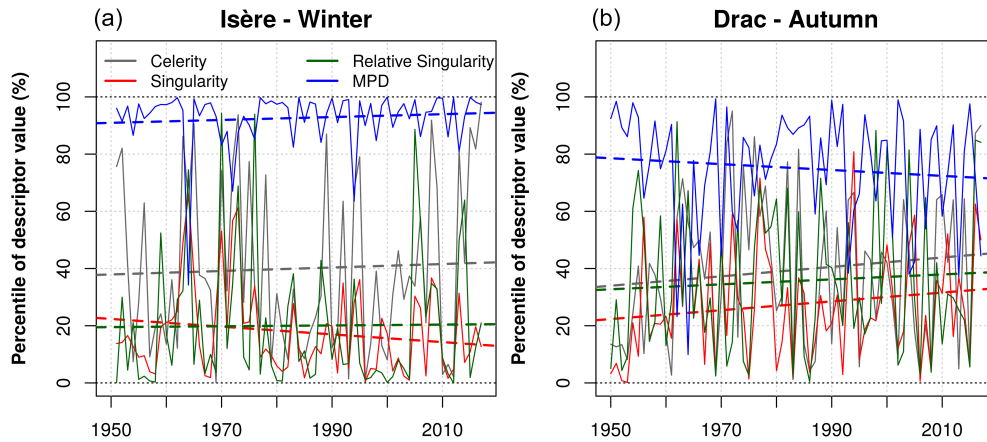 (a) Isère - Winter
Percentile of descriptor value (%)
Celerity
Singularity
Relative Singularity
MPD
100
80
60
40
20
0
1950 1970 1990 2010
(b) Drac - Autumn
Percentile of descriptor value (%)
100
80
60
40
20
0
1950 1970 1990 2010